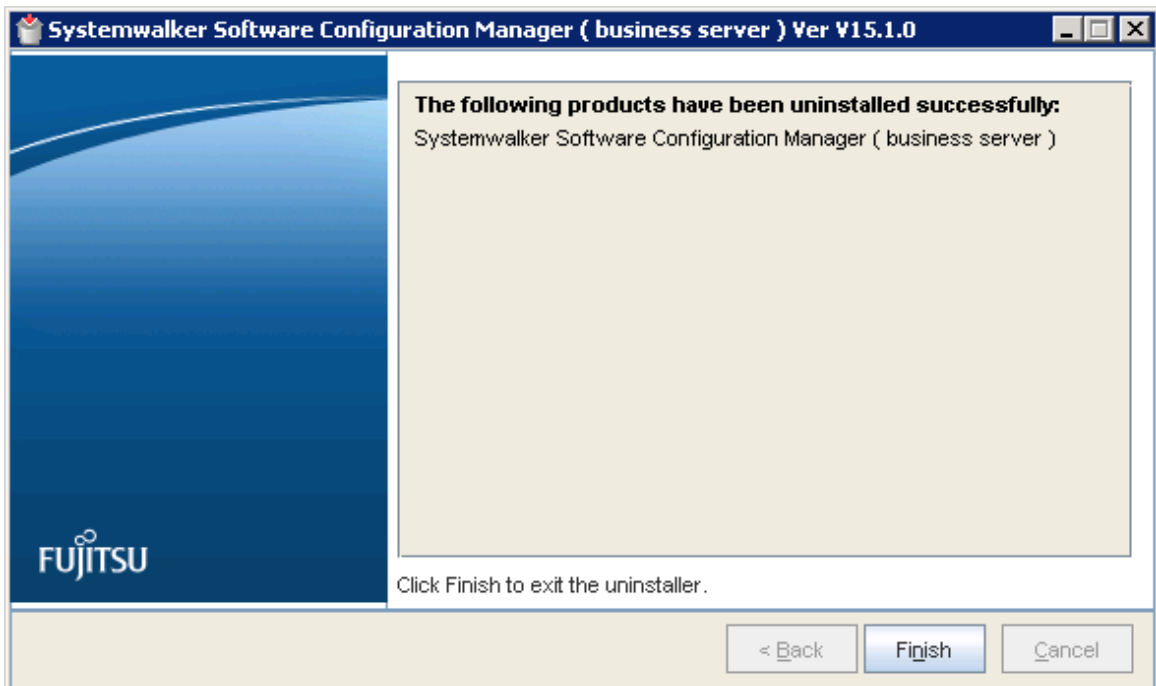 Systemwalker Software Configuration Manager ( business server ) Ver V15.1.0
The following products have been uninstalled successfully:
Systemwalker Software Configuration Manager ( business server )
FUJITSU
Click Finish to exit the uninstaller.
< Back
Finish
Cancel